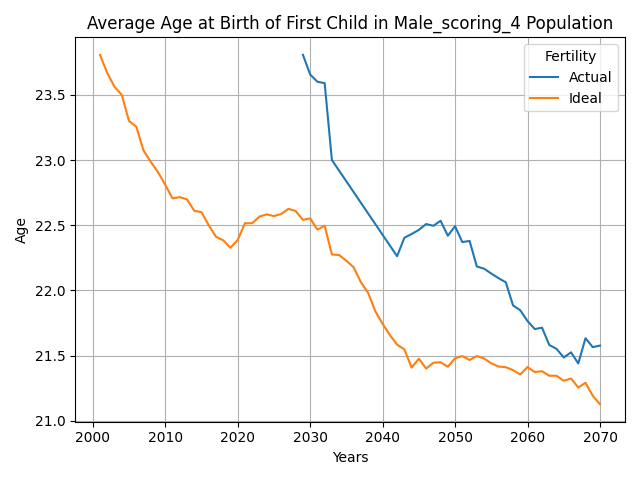 Average Age at Birth of First Child in Male_scoring_4 Population
Fertility
Actual
Ideal
23.5
23.0
22.5
22.0
21.5
21.0
Age
2000 2010 2020 2030 2040 2050 2060 2070
Years